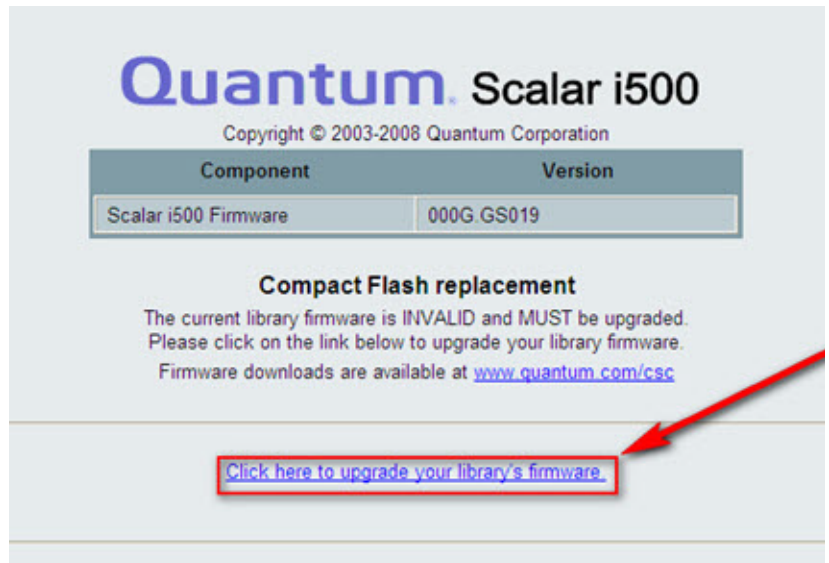 Quantum. Scalar i500
Copyright © 2003-2008 Quantum Corporation
Component Version
Scalar i500 Firmware 000G.GS019
Compact Flash replacement
The current library firmware is INVALID and MUST be upgraded.
Please click on the link below to upgrade your library firmware.
Firmware downloads are available at www.quantum.com/csc
Click here to upgrade your library's firmware.